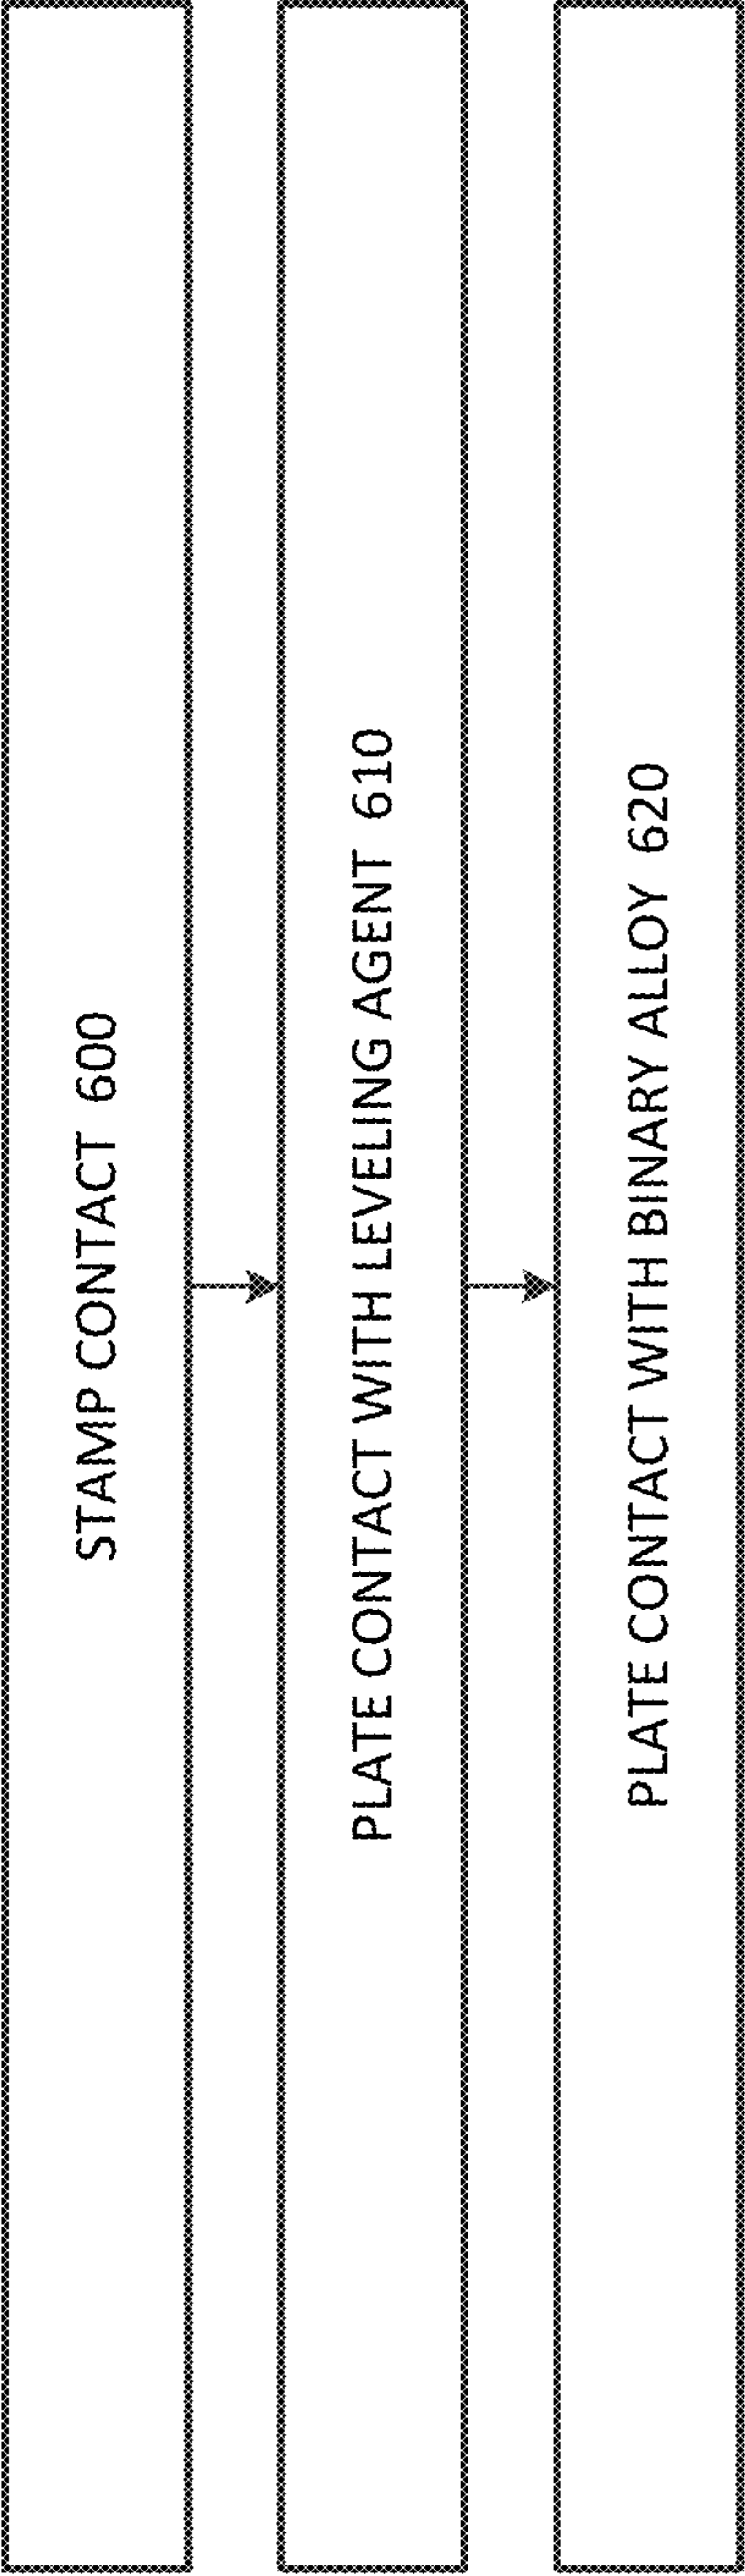 STAMP CONTACT 600
PLATE CONTACT WITH LEVELING AGENT 610
PLATE CONTACT WITH BINARY ALLOY 620